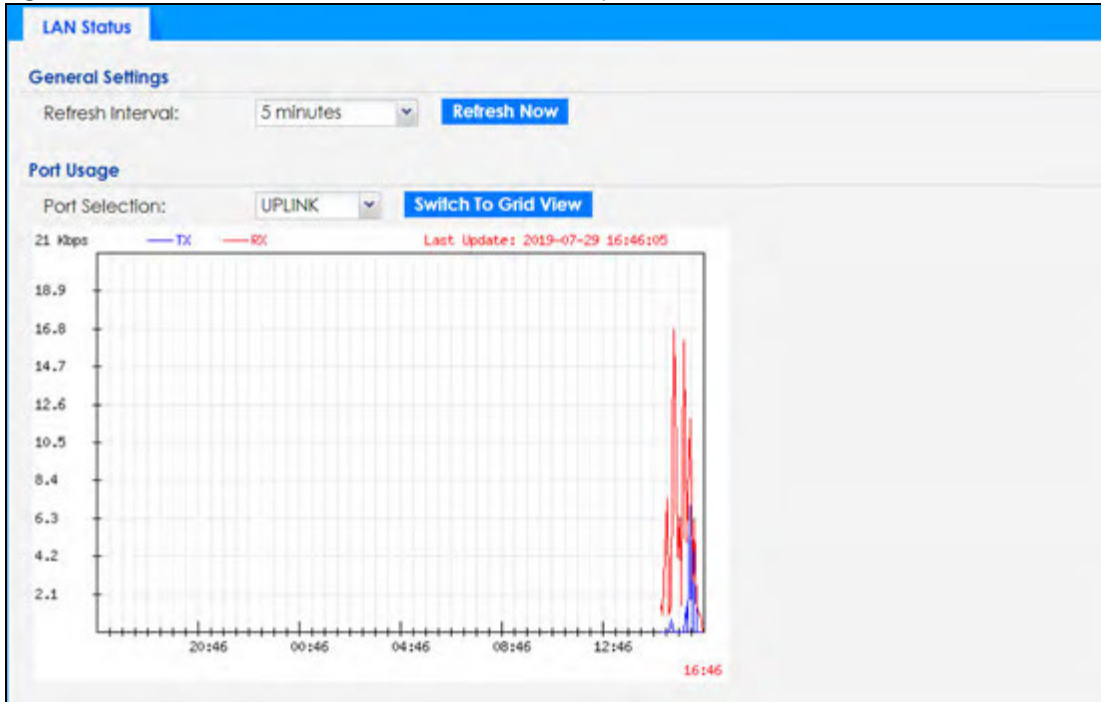 LAN Status
General Settings
Refresh Interval: 5 minutes Refresh Now
Port Usage
Port Selection: UPLINK Switch To Grid View
21 Kbps TX RX Last Update: 2019-07-29 16:46:05
18.9
16.8
14.7
12.6
10.5
8.4
6.3
4.2
2.1
20:46 00:46 04:46 08:46 12:46
16:46